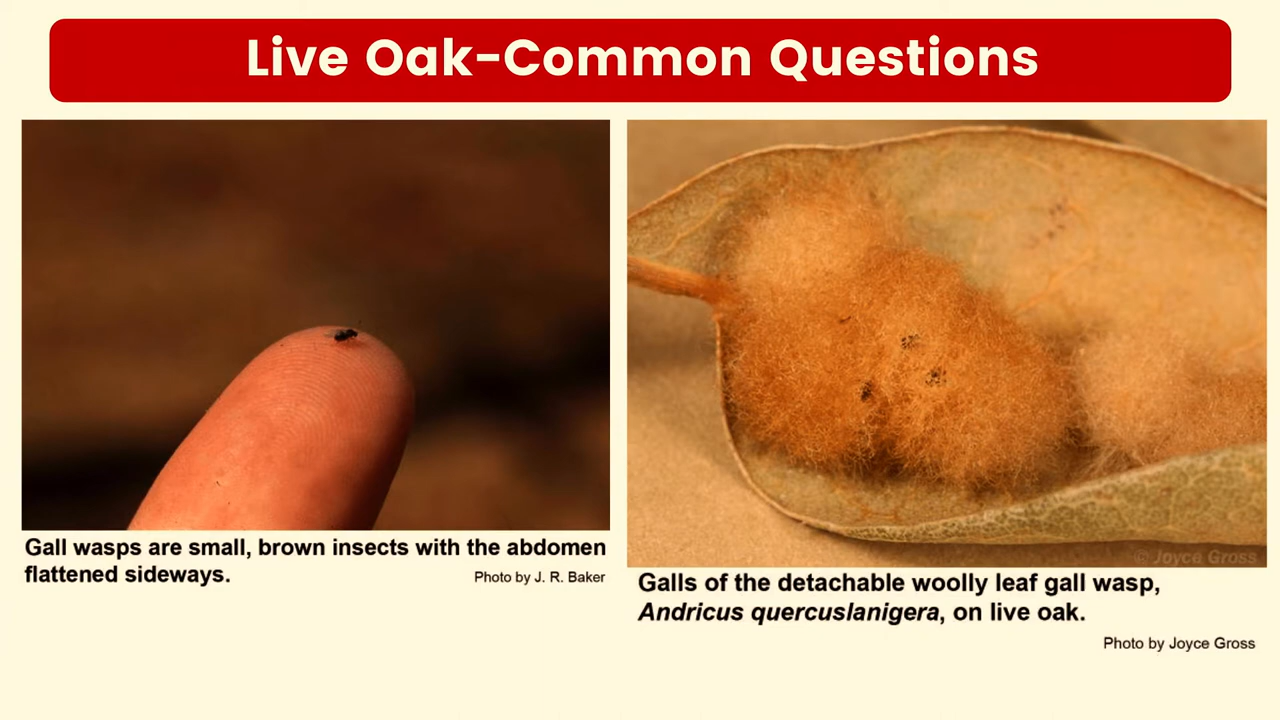 Live Oak-Common Questions
Gall wasps are small, brown insects with the abdomen
flattened sideways.
Photo by J. R. Baker
© Joyce Gross
Galls of the detachable woolly leaf gall wasp,
Andricus quercuslanigera, on live oak.
Photo by Joyce Gross